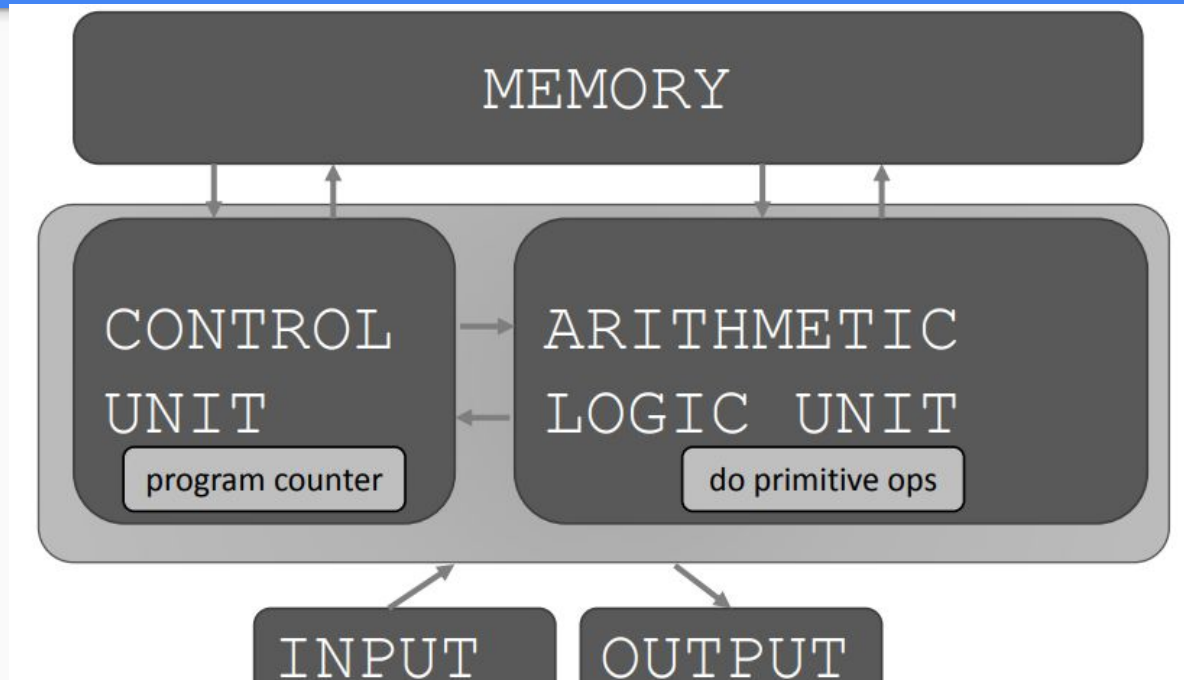 MEMORY
CONTROL
UNIT
program counter
ARITHMETIC
LOGIC UNIT
do primitive ops
INPUT
OUTPUT